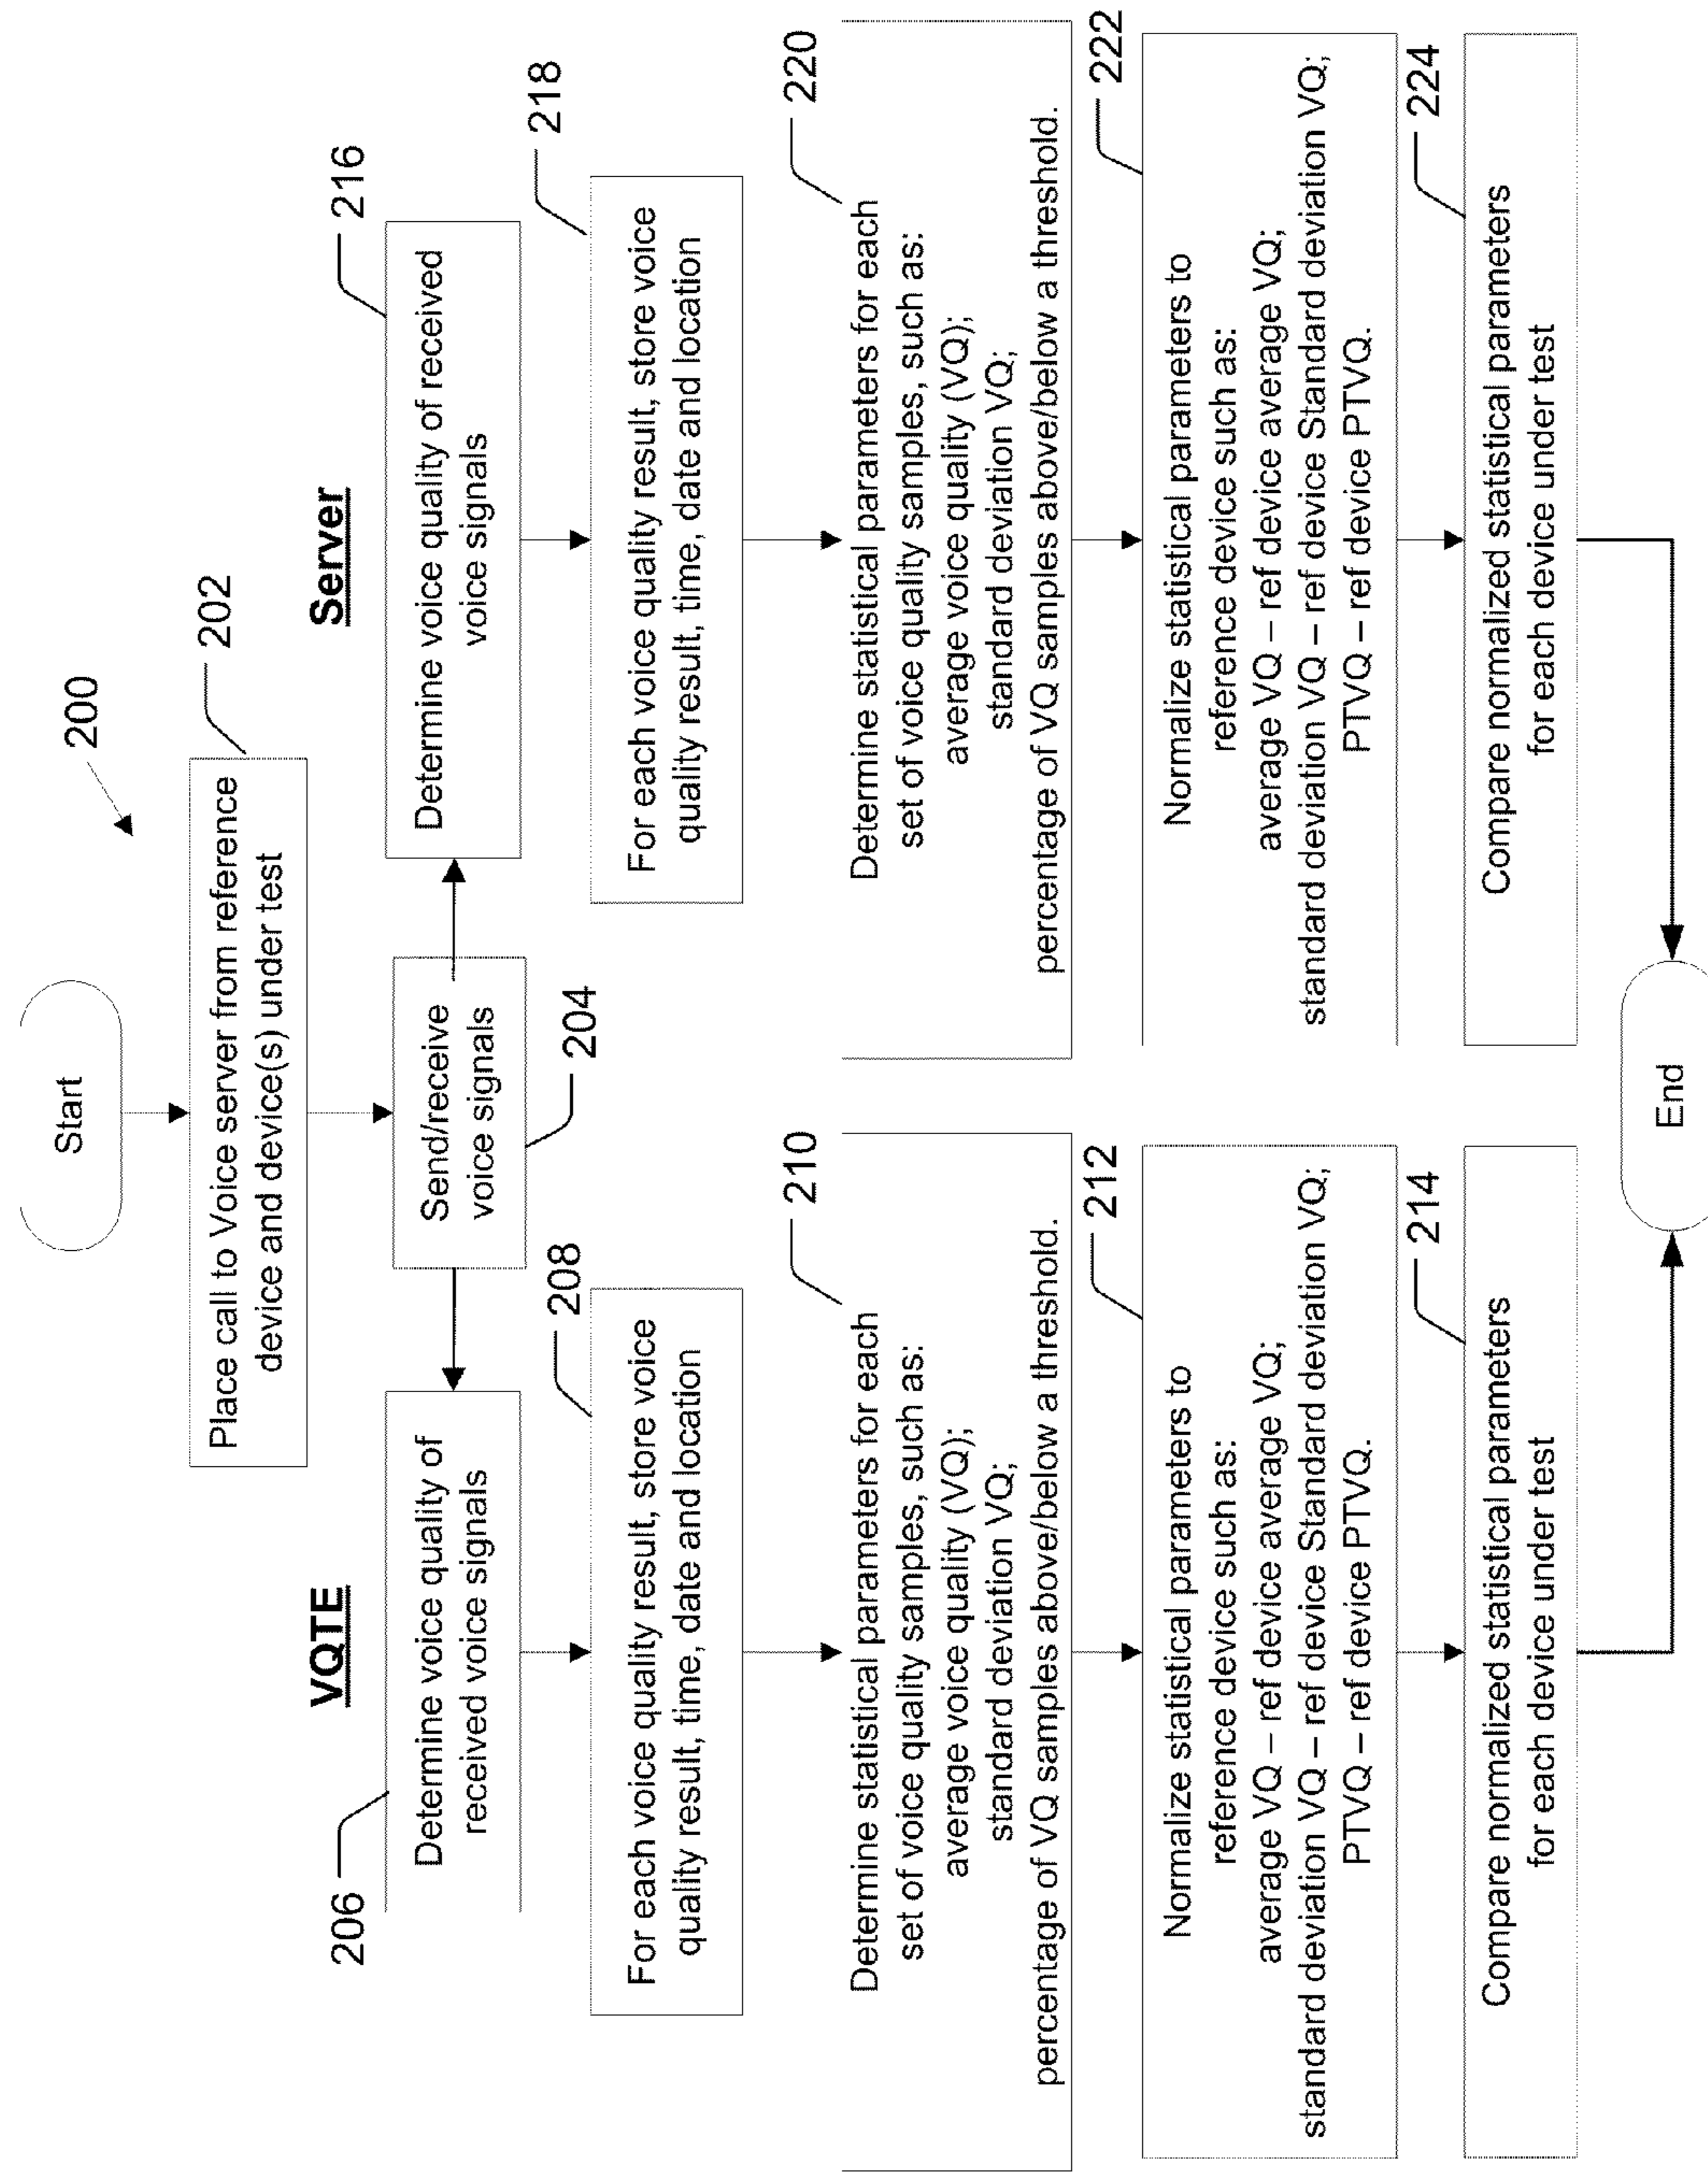 Start
200
202
Place call to Voice server from reference
device and device(s) under test
Send/receive
voice signals
204
VQTE
206
Determine voice quality of
received voice signals
208
For each voice quality result, store voice
quality result, time, date and location
210
Determine statistical parameters for each
set of voice quality samples, such as:
average voice quality (VQ);
standard deviation VQ;
percentage of VQ samples above/below a threshold.
212
Normalize statistical parameters to
reference device such as:
average VQ – ref device average VQ;
standard deviation VQ – ref device Standard deviation VQ;
PTVQ – ref device PTVQ.
214
Compare normalized statistical parameters
for each device under test
Server
216
Determine voice quality of received
voice signals
218
For each voice quality result, store voice
quality result, time, date and location
220
Determine statistical parameters for each
set of voice quality samples, such as:
average voice quality (VQ);
standard deviation VQ;
percentage of VQ samples above/below a threshold.
222
Normalize statistical parameters to
reference device such as:
average VQ – ref device average VQ;
standard deviation VQ – ref device Standard deviation VQ;
PTVQ – ref device PTVQ.
224
Compare normalized statistical parameters
for each device under test
End